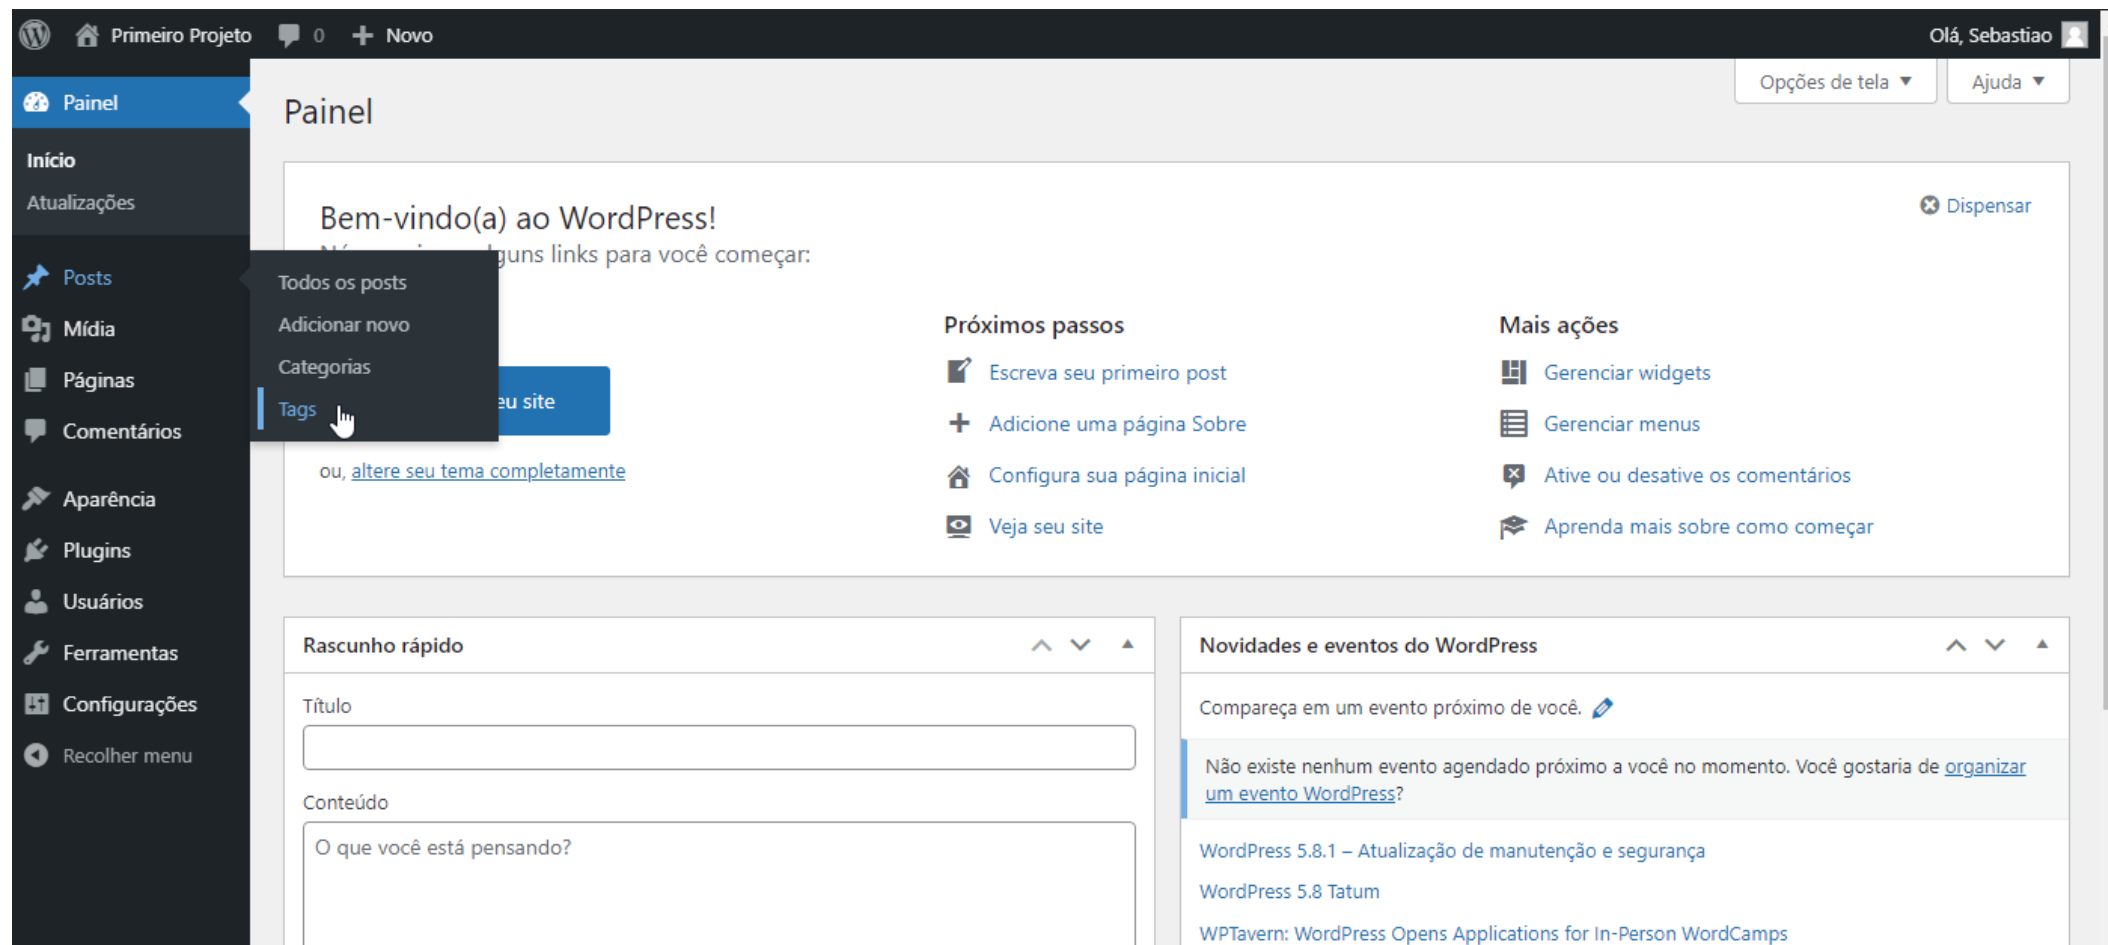 Primeiro Projeto
0
Novo
Olá, Sebastiao
Opções de tela
Ajuda
Painel
Início
Atualizações
Posts
Mídia
Páginas
Comentários
Aparência
Plugins
Usuários
Ferramentas
Configurações
Recolher menu
Todos os posts
Adicionar novo
Categorias
Tags
Painel
Bem-vindo(a) ao WordPress!
links para você começar:
Dispensar
site
ou, altere seu tema completamente
Próximos passos
Escreva seu primeiro post
Adicione uma página Sobre
Configura sua página inicial
Veja seu site
Mais ações
Gerenciar widgets
Gerenciar menus
Ative ou desative os comentários
Aprenda mais sobre como começar
Rascunho rápido
Título
Conteúdo
O que você está pensando?
Novidades e eventos do WordPress
Compareça em um evento próximo de você.
Não existe nenhum evento agendado próximo a você no momento. Você gostaria de organizar
um evento WordPress?
WordPress 5.8.1 – Atualização de manutenção e segurança
WordPress 5.8 Tatum
WPTavern: WordPress Opens Applications for In-Person WordCamps